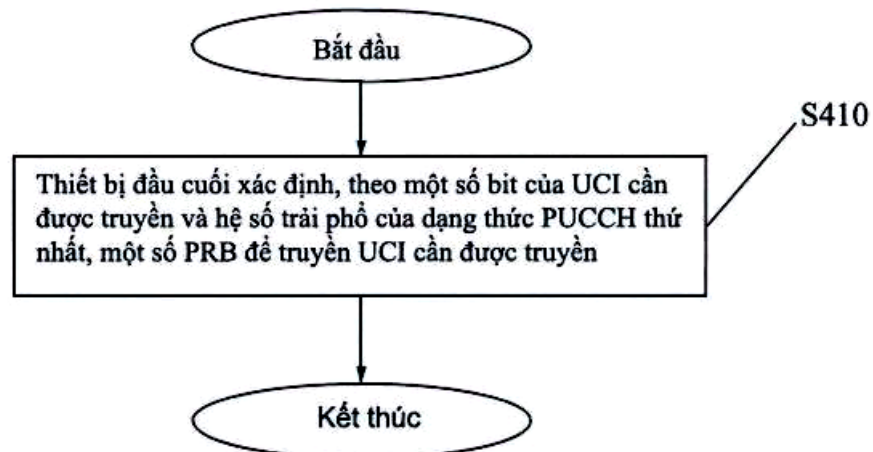 Bắt đầu
S410
Thiết bị đầu cuối xác định, theo một số bit của UCI cần
được truyền và hệ số trải phổ của dạng thức PUCCH thứ
nhất, một số PRB để truyền UCI cần được truyền
Kết thúc